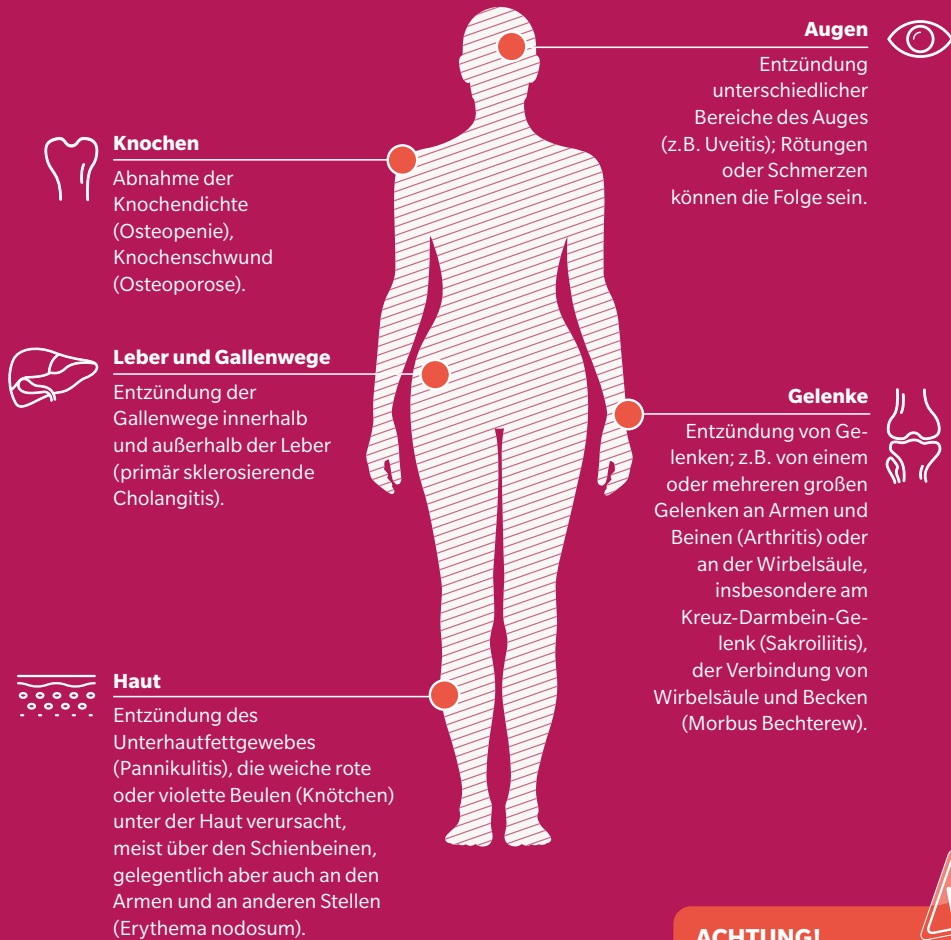 Augen
Entzündung
unterschiedlicher
Bereiche des Auges
(z.B. Uveitis); Rötungen
oder Schmerzen
können die Folge sein.
Knochen
Abnahme der
Knochendichte
(Osteopenie),
Knochenschwund
(Osteoporose).
Leber und Gallenwege
Entzündung der
Gallenwege innerhalb
und außerhalb der Leber
(primär sklerosierende
Cholangitis).
Gelenke
Entzündung von Ge-
lenken; z.B. von einem
oder mehreren großen
Gelenken an Armen und
Beinen (Arthritis) oder
an der Wirbelsäule,
insbesondere am
Kreuz-Darmbein-Ge-
lenk (Sakroiliitis),
der Verbindung von
Wirbelsäule und Becken
(Morbus Bechterew).
Haut
Entzündung des
Unterhautfettgewebes
(Pannikulitis), die weiche rote
oder violette Beulen (Knötchen)
unter der Haut verursacht,
meist über den Schienbeinen,
gelegentlich aber auch an den
Armen und an anderen Stellen
(Erythema nodosum).
ACHTUNG!